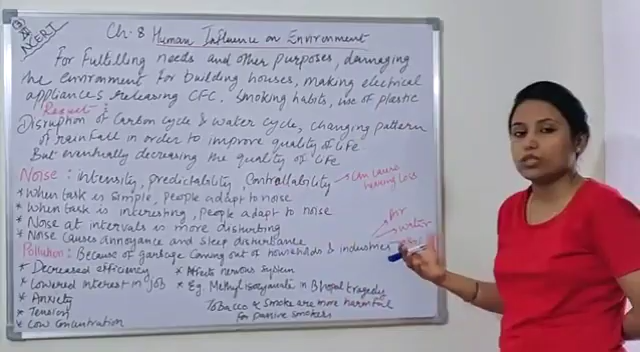 XII
NCERT
Ch. 8 Human Influence on Environment
For Fulfilling needs and other purposes, damaging
the environment for building houses, making electrical
appliances releasing CFC. Smoking habits, use of plastic
Result :
Disruption of Carbon cycle & water cycle, changing pattern
of rainfall in order to improve quality of life
But eventually decreasing the quality of life
Noise : intensity, predictability, controllability → Can cause hearing loss
* When task is simple, people adapt to noise
* When task is interesting, people adapt to noise
* Noise at intervals is more disturbing
* Noise causes annoyance and sleep disturbance
Air
water
Pollution : Because of garbage coming out of households & industries
* Decreased efficiency
* Lowered interest in job
* Anxiety
* Tension
* Low concentration
* Affects nervous system
* Eg. Methyl isocyanate in Bhopal tragedy
Tobacco & smoke are more harmful
for passive smokers